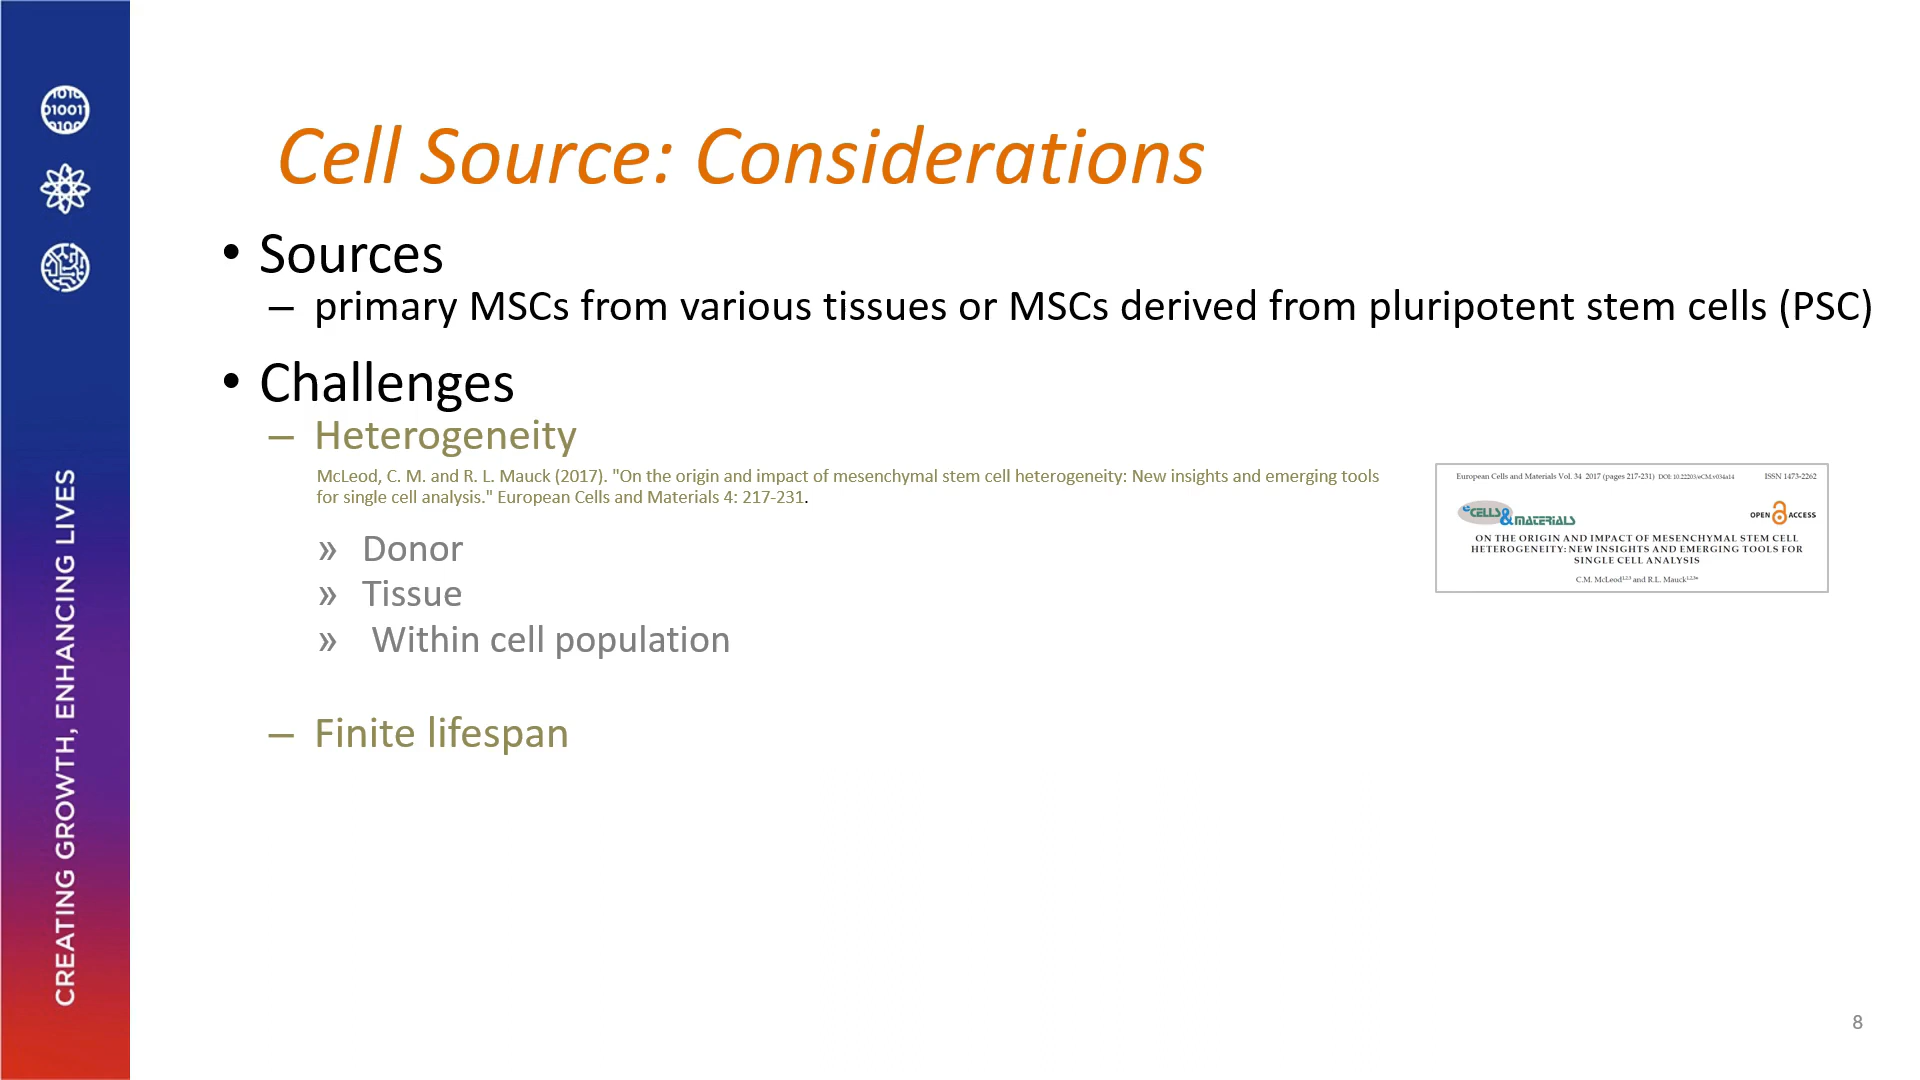 CREATING GROWTH, ENHANCING LIVES
Cell Source: Considerations
• Sources
– primary MSCs from various tissues or MSCs derived from pluripotent stem cells (PSC)
• Challenges
– Heterogeneity
McLeod, C. M. and R. L. Mauck (2017). "On the origin and impact of mesenchymal stem cell heterogeneity: New insights and emerging tools
for single cell analysis." European Cells and Materials 4: 217-231.
» Donor
» Tissue
» Within cell population
– Finite lifespan
European Cells and Materials Vol. 34 2017 (pages 217-231) DOI: 10.22203/eCM.v034a14 ISSN 1473-2262
eCELLS & MATERIALS
OPEN ACCESS
ON THE ORIGIN AND IMPACT OF MESENCHYMAL STEM CELL
HETEROGENEITY: NEW INSIGHTS AND EMERGING TOOLS FOR
SINGLE CELL ANALYSIS
C.M. McLeod and R.L. Mauck
8